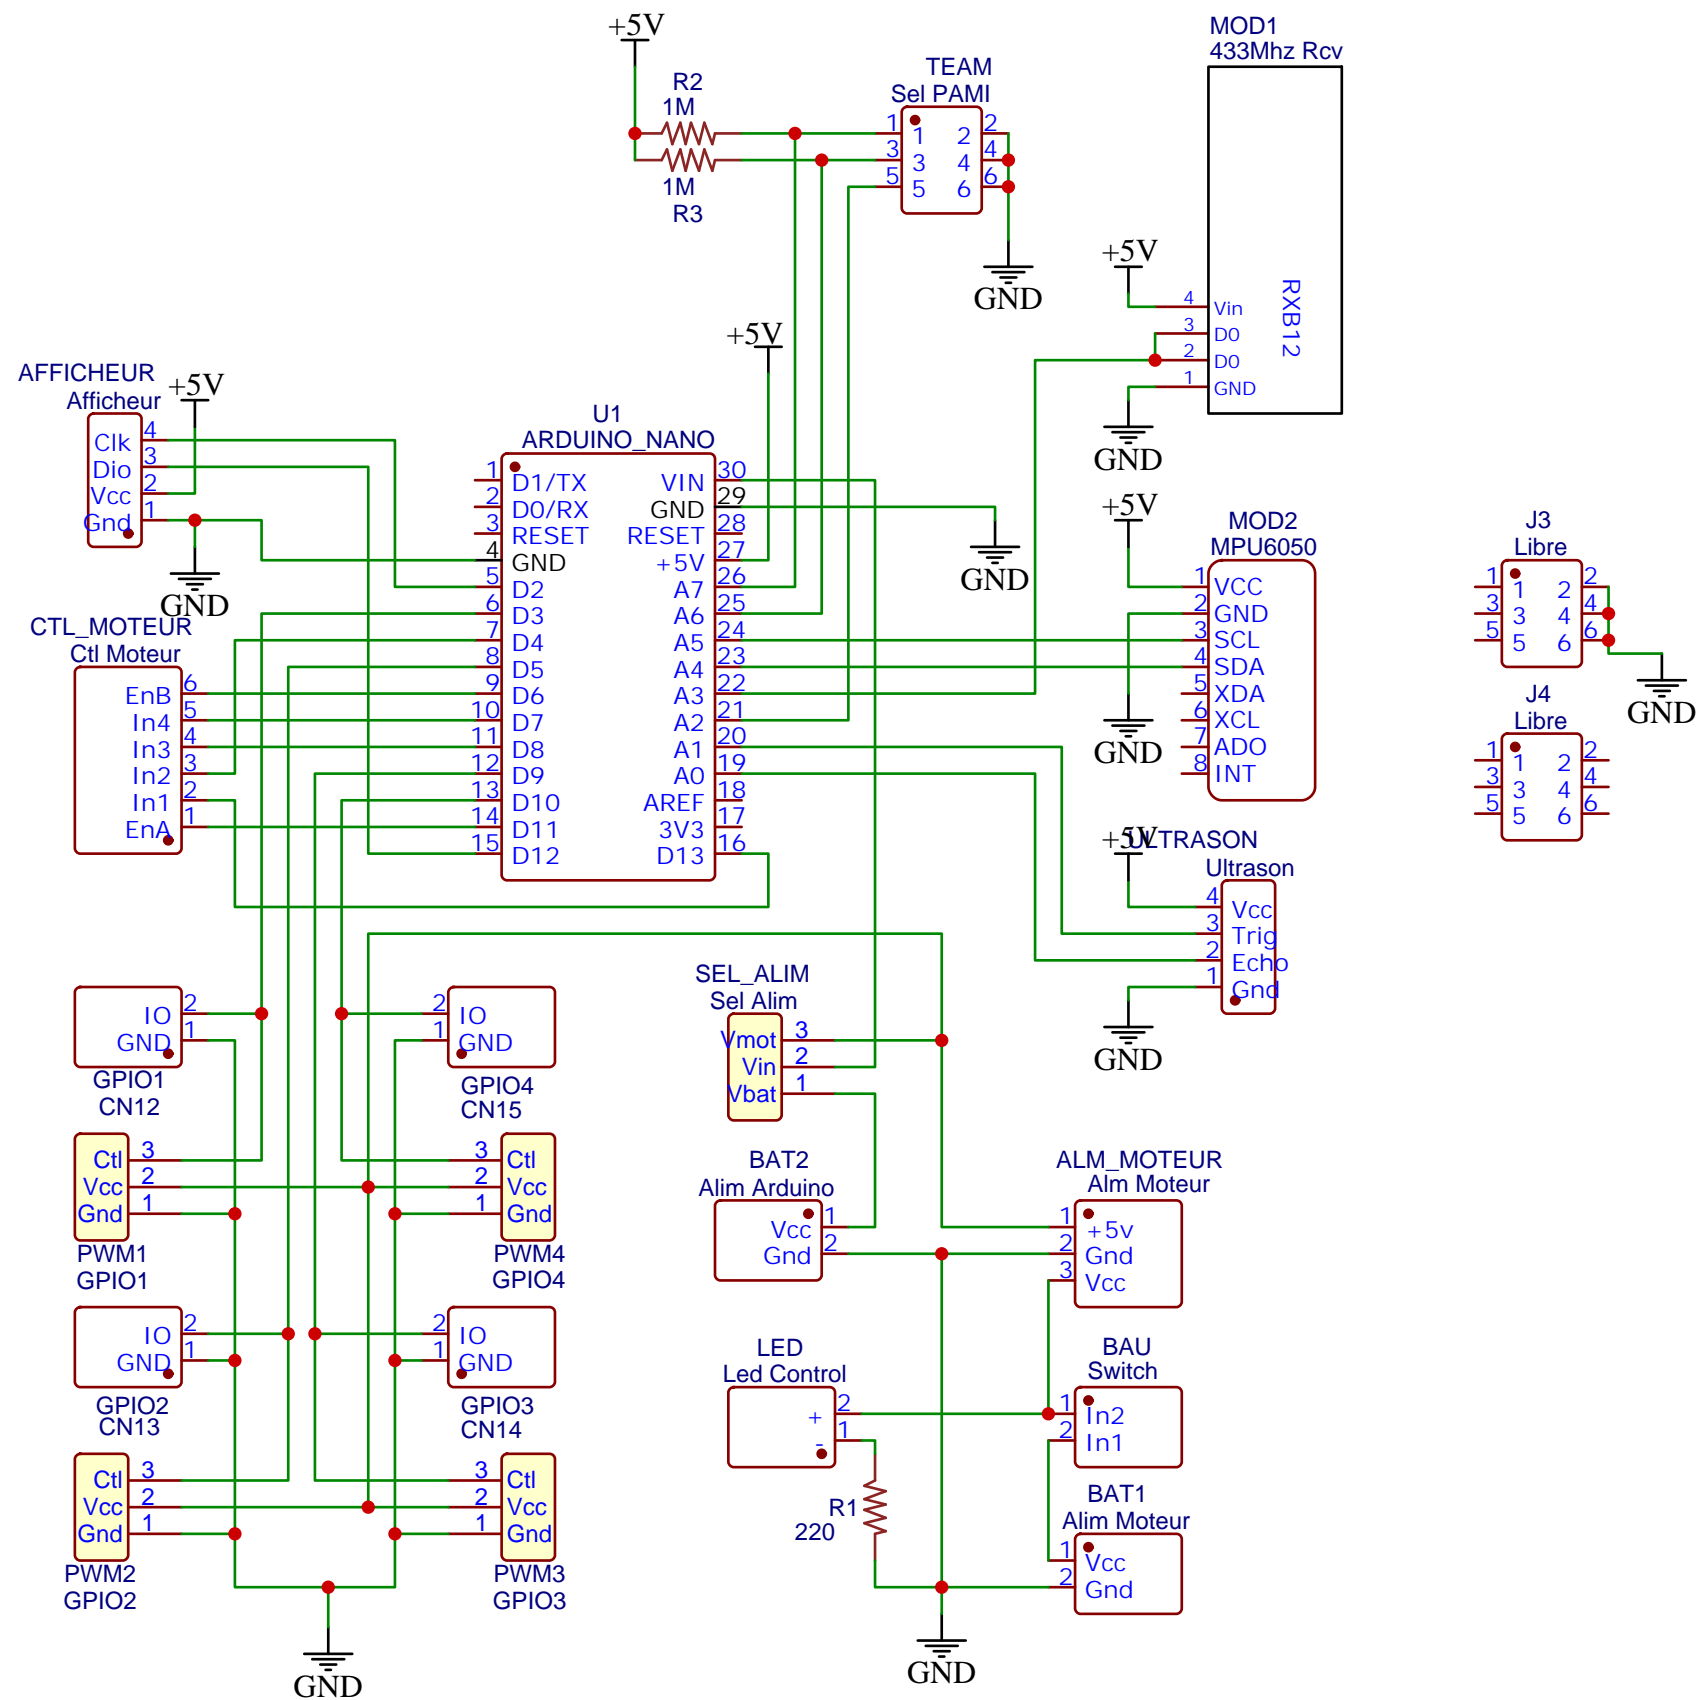 +5V
R2
1M
1M
R3
TEAM
Sel PAMI
1 1 2 2
3 3 4 4
5 5 6 6
GND
MOD1
433Mhz Rcv
RXB12
+5V
4 Vin
3 D0
2 D0
1 GND
GND
AFFICHEUR
Afficheur
+5V
Clk 4
Dio 3
Vcc 2
Gnd 1
GND
+5V
U1
ARDUINO_NANO
1 D1/TX VIN 30
2 D0/RX GND 29
3 RESET RESET 28
4 GND +5V 27
5 D2 A7 26
6 D3 A6 25
7 D4 A5 24
8 D5 A4 23
9 D6 A3 22
10 D7 A2 21
11 D8 A1 20
12 D9 A0 19
13 D10 AREF 18
14 D11 3V3 17
15 D12 D13 16
GND
CTL_MOTEUR
Ctl Moteur
EnB 6
In4 5
In3 4
In2 3
In1 2
EnA 1
+5V
MOD2
MPU6050
1 VCC
2 GND
3 SCL
4 SDA
5 XDA
6 XCL
7 ADO
8 INT
GND
J3
Libre
1 1 2 2
3 3 4 4
5 5 6 6
GND
J4
Libre
1 1 2 2
3 3 4 4
5 5 6 6
+5V
ULTRASON
Ultrason
4 Vcc
3 Trig
2 Echo
1 Gnd
GND
IO 2
GND 1
GPIO1
CN12
2 IO
1 GND
GPIO4
CN15
Ctl 3
Vcc 2
Gnd 1
PWM1
GPIO1
3 Ctl
2 Vcc
1 Gnd
PWM4
GPIO4
IO 2
GND 1
GPIO2
CN13
2 IO
1 GND
GPIO3
CN14
Ctl 3
Vcc 2
Gnd 1
PWM2
GPIO2
3 Ctl
2 Vcc
1 Gnd
PWM3
GPIO3
GND
SEL_ALIM
Sel Alim
Vmot 3
Vin 2
Vbat 1
BAT2
Alim Arduino
Vcc 1
Gnd 2
ALM_MOTEUR
Alm Moteur
1 +5v
2 Gnd
3 Vcc
LED
Led Control
+ 2
- 1
R1
220
BAU
Switch
1 In2
2 In1
BAT1
Alim Moteur
1 Vcc
2 Gnd
GND